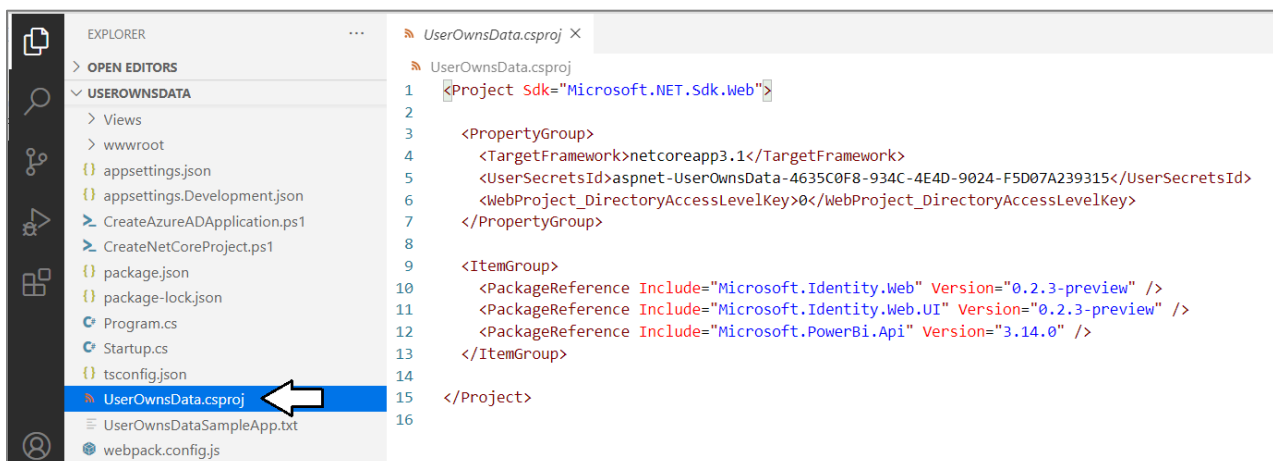 EXPLORER ...
OPEN EDITORS
USEROWNSDATA
Views
wwwroot
{} appsettings.json
{} appsettings.Development.json
CreateAzureADApplication.ps1
CreateNetCoreProject.ps1
{} package.json
{} package-lock.json
C# Program.cs
C# Startup.cs
{} tsconfig.json
UserOwnsData.csproj
UserOwnsDataSampleApp.txt
webpack.config.js
UserOwnsData.csproj
UserOwnsData.csproj
1 <Project Sdk="Microsoft.NET.Sdk.Web">
2
3 <PropertyGroup>
4 <TargetFramework>netcoreapp3.1</TargetFramework>
5 <UserSecretsId>aspnet-UserOwnsData-4635C0F8-934C-4E4D-9024-F5D07A239315</UserSecretsId>
6 <WebProject_DirectoryAccessLevelKey>0</WebProject_DirectoryAccessLevelKey>
7 </PropertyGroup>
8
9 <ItemGroup>
10 <PackageReference Include="Microsoft.Identity.Web" Version="0.2.3-preview" />
11 <PackageReference Include="Microsoft.Identity.Web.UI" Version="0.2.3-preview" />
12 <PackageReference Include="Microsoft.PowerBi.Api" Version="3.14.0" />
13 </ItemGroup>
14
15 </Project>
16